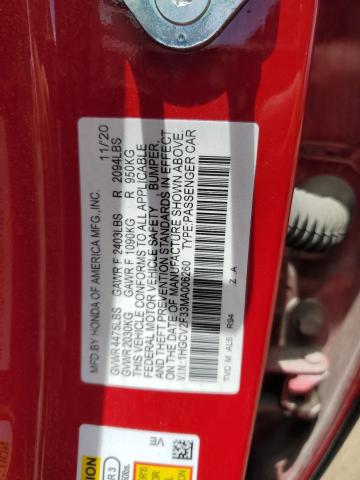 MFD BY HONDA OF AMERICA MFG., INC. 11/20
GVWR 4475LBS GAWR F 2403LBS R 2094LBS
GVWR 2030KG GAWR F 1090KG R 950KG
THIS VEHICLE CONFORMS TO ALL APPLICABLE
FEDERAL MOTOR VEHICLE SAFETY, BUMPER,
AND THEFT PREVENTION STANDARDS IN EFFECT
ON THE DATE OF MANUFACTURE SHOWN ABOVE.
V.I.N.: 1HGCV2F33MA006260 TYPE:PASSENGER CAR
TVC M AL5 R94 Z...A